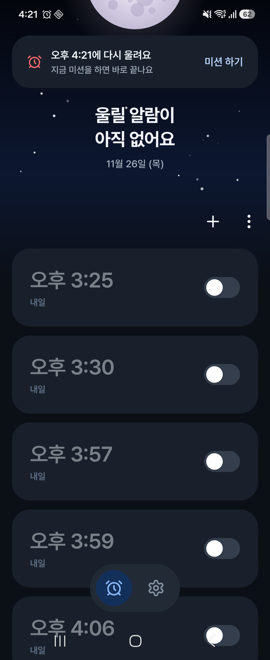 4:21
62
오후 4:21에 다시 울려요
지금 미션을 하면 바로 끝나요
미션 하기
울릴 알람이
아직 없어요
11월 26일 (목)
오후 3:25
내일
오후 3:30
내일
오후 3:57
내일
오후 3:59
내일
오후 4:06
내일